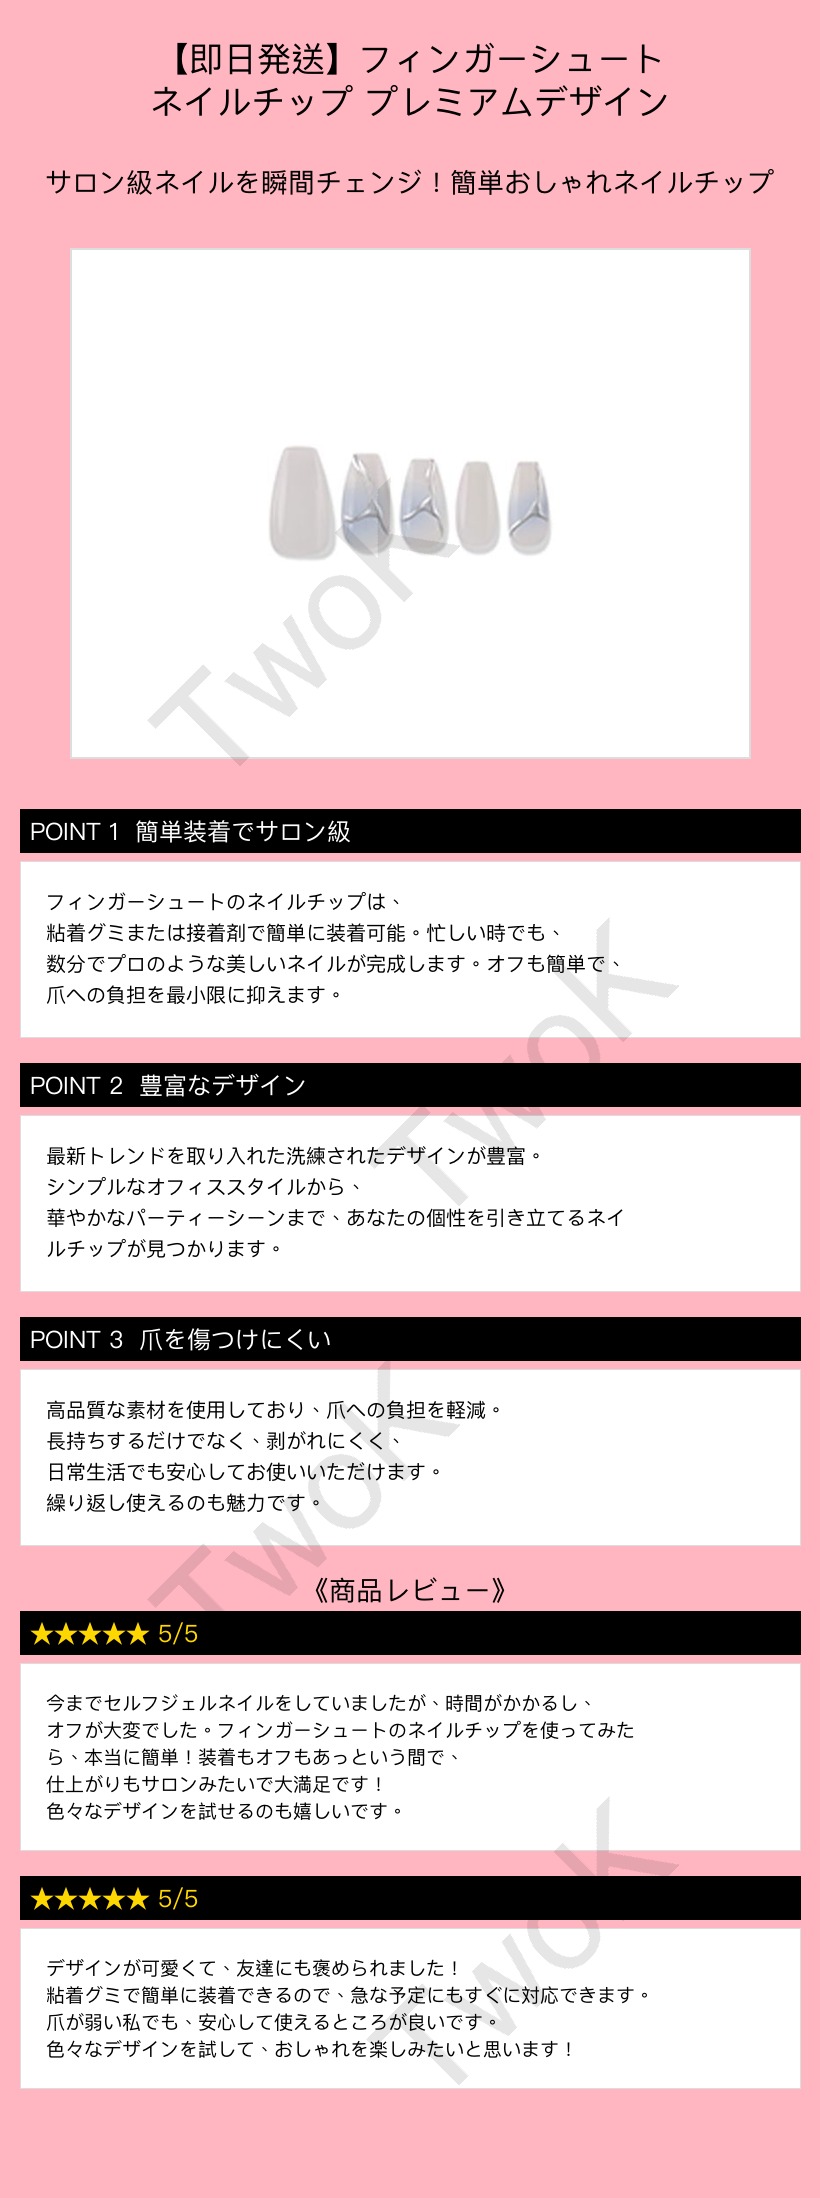 【即日発送】フィンガーシュート
ネイルチップ プレミアムデザイン
サロン級ネイルを瞬間チェンジ！簡単おしゃれネイルチップ
TwoK
POINT 1 簡単装着でサロン級
フィンガーシュートのネイルチップは、
粘着グミまたは接着剤で簡単に装着可能。忙しい時でも、
数分でプロのような美しいネイルが完成します。オフも簡単で、
爪への負担を最小限に抑えます。
TwoK
POINT 2 豊富なデザイン
最新トレンドを取り入れた洗練されたデザインが豊富。
シンプルなオフィススタイルから、
華やかなパーティーシーンまで、あなたの個性を引き立てるネイ
ルチップが見つかります。
POINT 3 爪を傷つけにくい
高品質な素材を使用しており、爪への負担を軽減。
長持ちするだけでなく、剥がれにくく、
日常生活でも安心してお使いいただけます。
繰り返し使えるのも魅力です。
TwoK
《商品レビュー》
★★★★★ 5/5
今までセルフジェルネイルをしていましたが、時間がかかるし、
オフが大変でした。フィンガーシュートのネイルチップを使ってみた
ら、本当に簡単！装着もオフもあっという間で、
仕上がりもサロンみたいで大満足です！
色々なデザインを試せるのも嬉しいです。
★★★★★ 5/5
デザインが可愛くて、友達にも褒められました！
粘着グミで簡単に装着できるので、急な予定にもすぐに対応できます。
爪が弱い私でも、安心して使えるところが良いです。
色々なデザインを試して、おしゃれを楽しみたいと思います！
TwoK